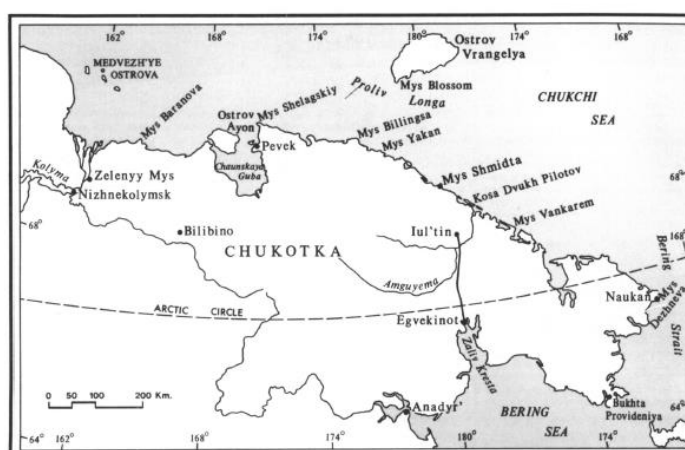 162°
168°
174°
180°
174°
168°
MEDVEZH'YE
OSTROVA
Mys Baranova
Ostrov
Ayon
Mys Shelagskiy
Proliv
Longa
Ostrov
Vrangelya
Mys Blossom
CHUKCHI
SEA
Mys Billingsa
Mys Yakan
Pevek
Chaunskaya
Guba
Mys Shmidta
Kosa Dvukh Pilotov
Mys Vankarem
Kolyma
Zelenyy Mys
Nizhnekolymsk
68°
Bilibino
CHUKOTKA
Iul'tin
Amguyema
168°
Bering
Strait
Naukan
Mys
Dezhneva
ARCTIC CIRCLE
Egvekinot
Zaliv Kresta
0 50 100 200 Km.
Anadyr'
BERING
SEA
Bukhta
Provideniya
64°
64°
162°
168°
174°
180°
174°